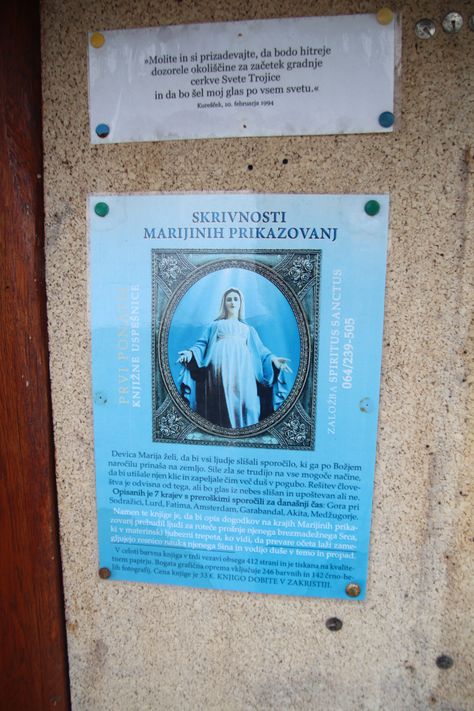 »Molite in si prizadevajte, da bodo hitreje
dozorele okoliščine za začetek gradnje
cerkve Svete Trojice
in da bo šel moj glas po vsem svetu.«
Kurešček, 10. februarja 1994
SKRIVNOSTI
MARIJINIH PRIKAZOVANJ
PRVI PONATIS
KNJIŽNE USPEŠNICE
ZALOŽBA SPIRITUS SANCTUS
064/239-505
Devica Marija želi, da bi vsi ljudje slišali sporočilo, ki ga po Božjem
naročilu prinaša na zemljo. Sile zla se trudijo na vse mogoče načine,
da bi utišale njen klic in zapeljale čim več duš v pogubo. Rešitev člove-
štva je odvisna od tega, ali bo glas iz nebes slišan in upoštevan ali ne.
Opisanih je 7 krajev s preroškimi sporočili za današnji čas: Gora pri
Sodražici, Lurd, Fatima, Amsterdam, Garabandal, Akita, Medžugorje.
Namen te knjige je, da bi opis dogodkov na krajih Marijinih prika-
zovanj prebudil ljudi za ruteče prošnje njenega brezmadežnega Srca,
ki v materinski ljubezni trepeta, ko vidi, da prevare očeta laži zame-
gljujejo resnico nauka njenega Sina in vodijo duše v temo in propad.
V celoti barvna knjiga v trdi vezavi obsega 412 strani in je tiskana na kvalite-
tnem papirju. Bogata grafična oprema vključuje 246 barvnih in 142 črno-be-
lih fotografij. Cena knjige je 33 €. KNJIGO DOBITE V ZAKRISTIJI.